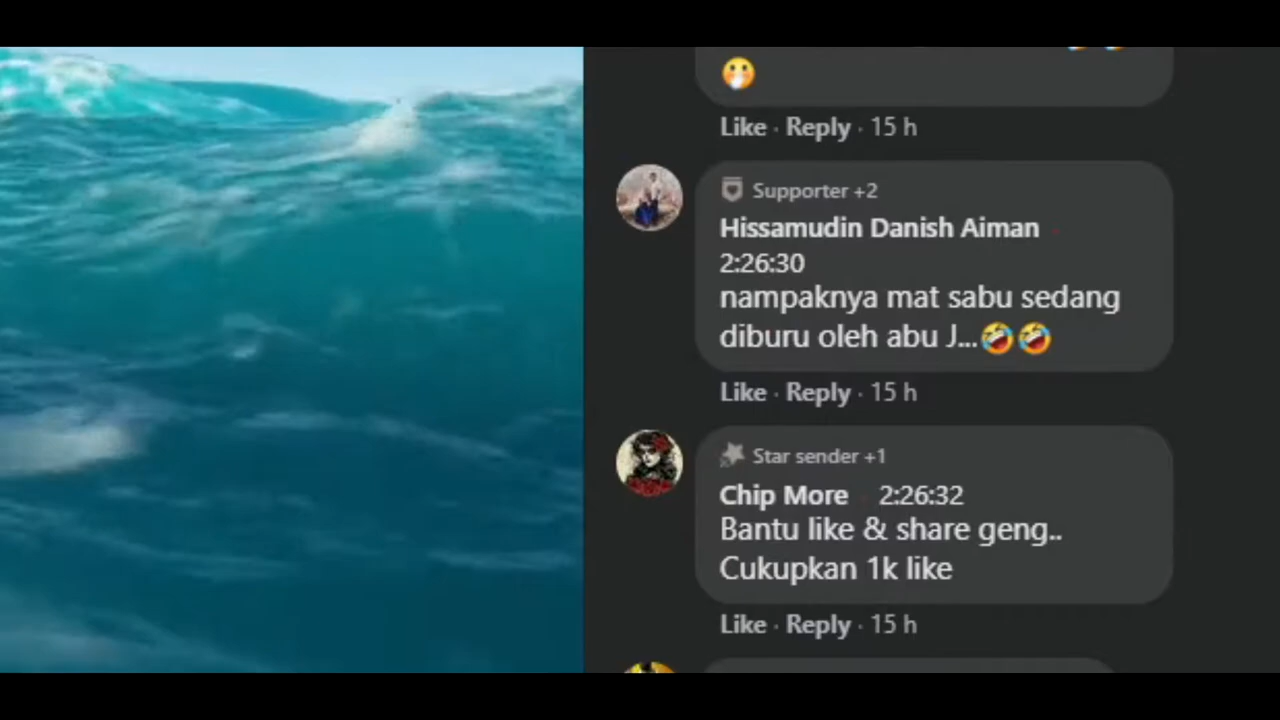 Like · Reply · 15 h
Supporter +2
Hissamudin Danish Aiman ·
2:26:30
nampaknya mat sabu sedang
diburu oleh abu J...🤣🤣
Like · Reply · 15 h
Star sender +1
Chip More · 2:26:32
Bantu like & share geng..
Cukupkan 1k like
Like · Reply · 15 h